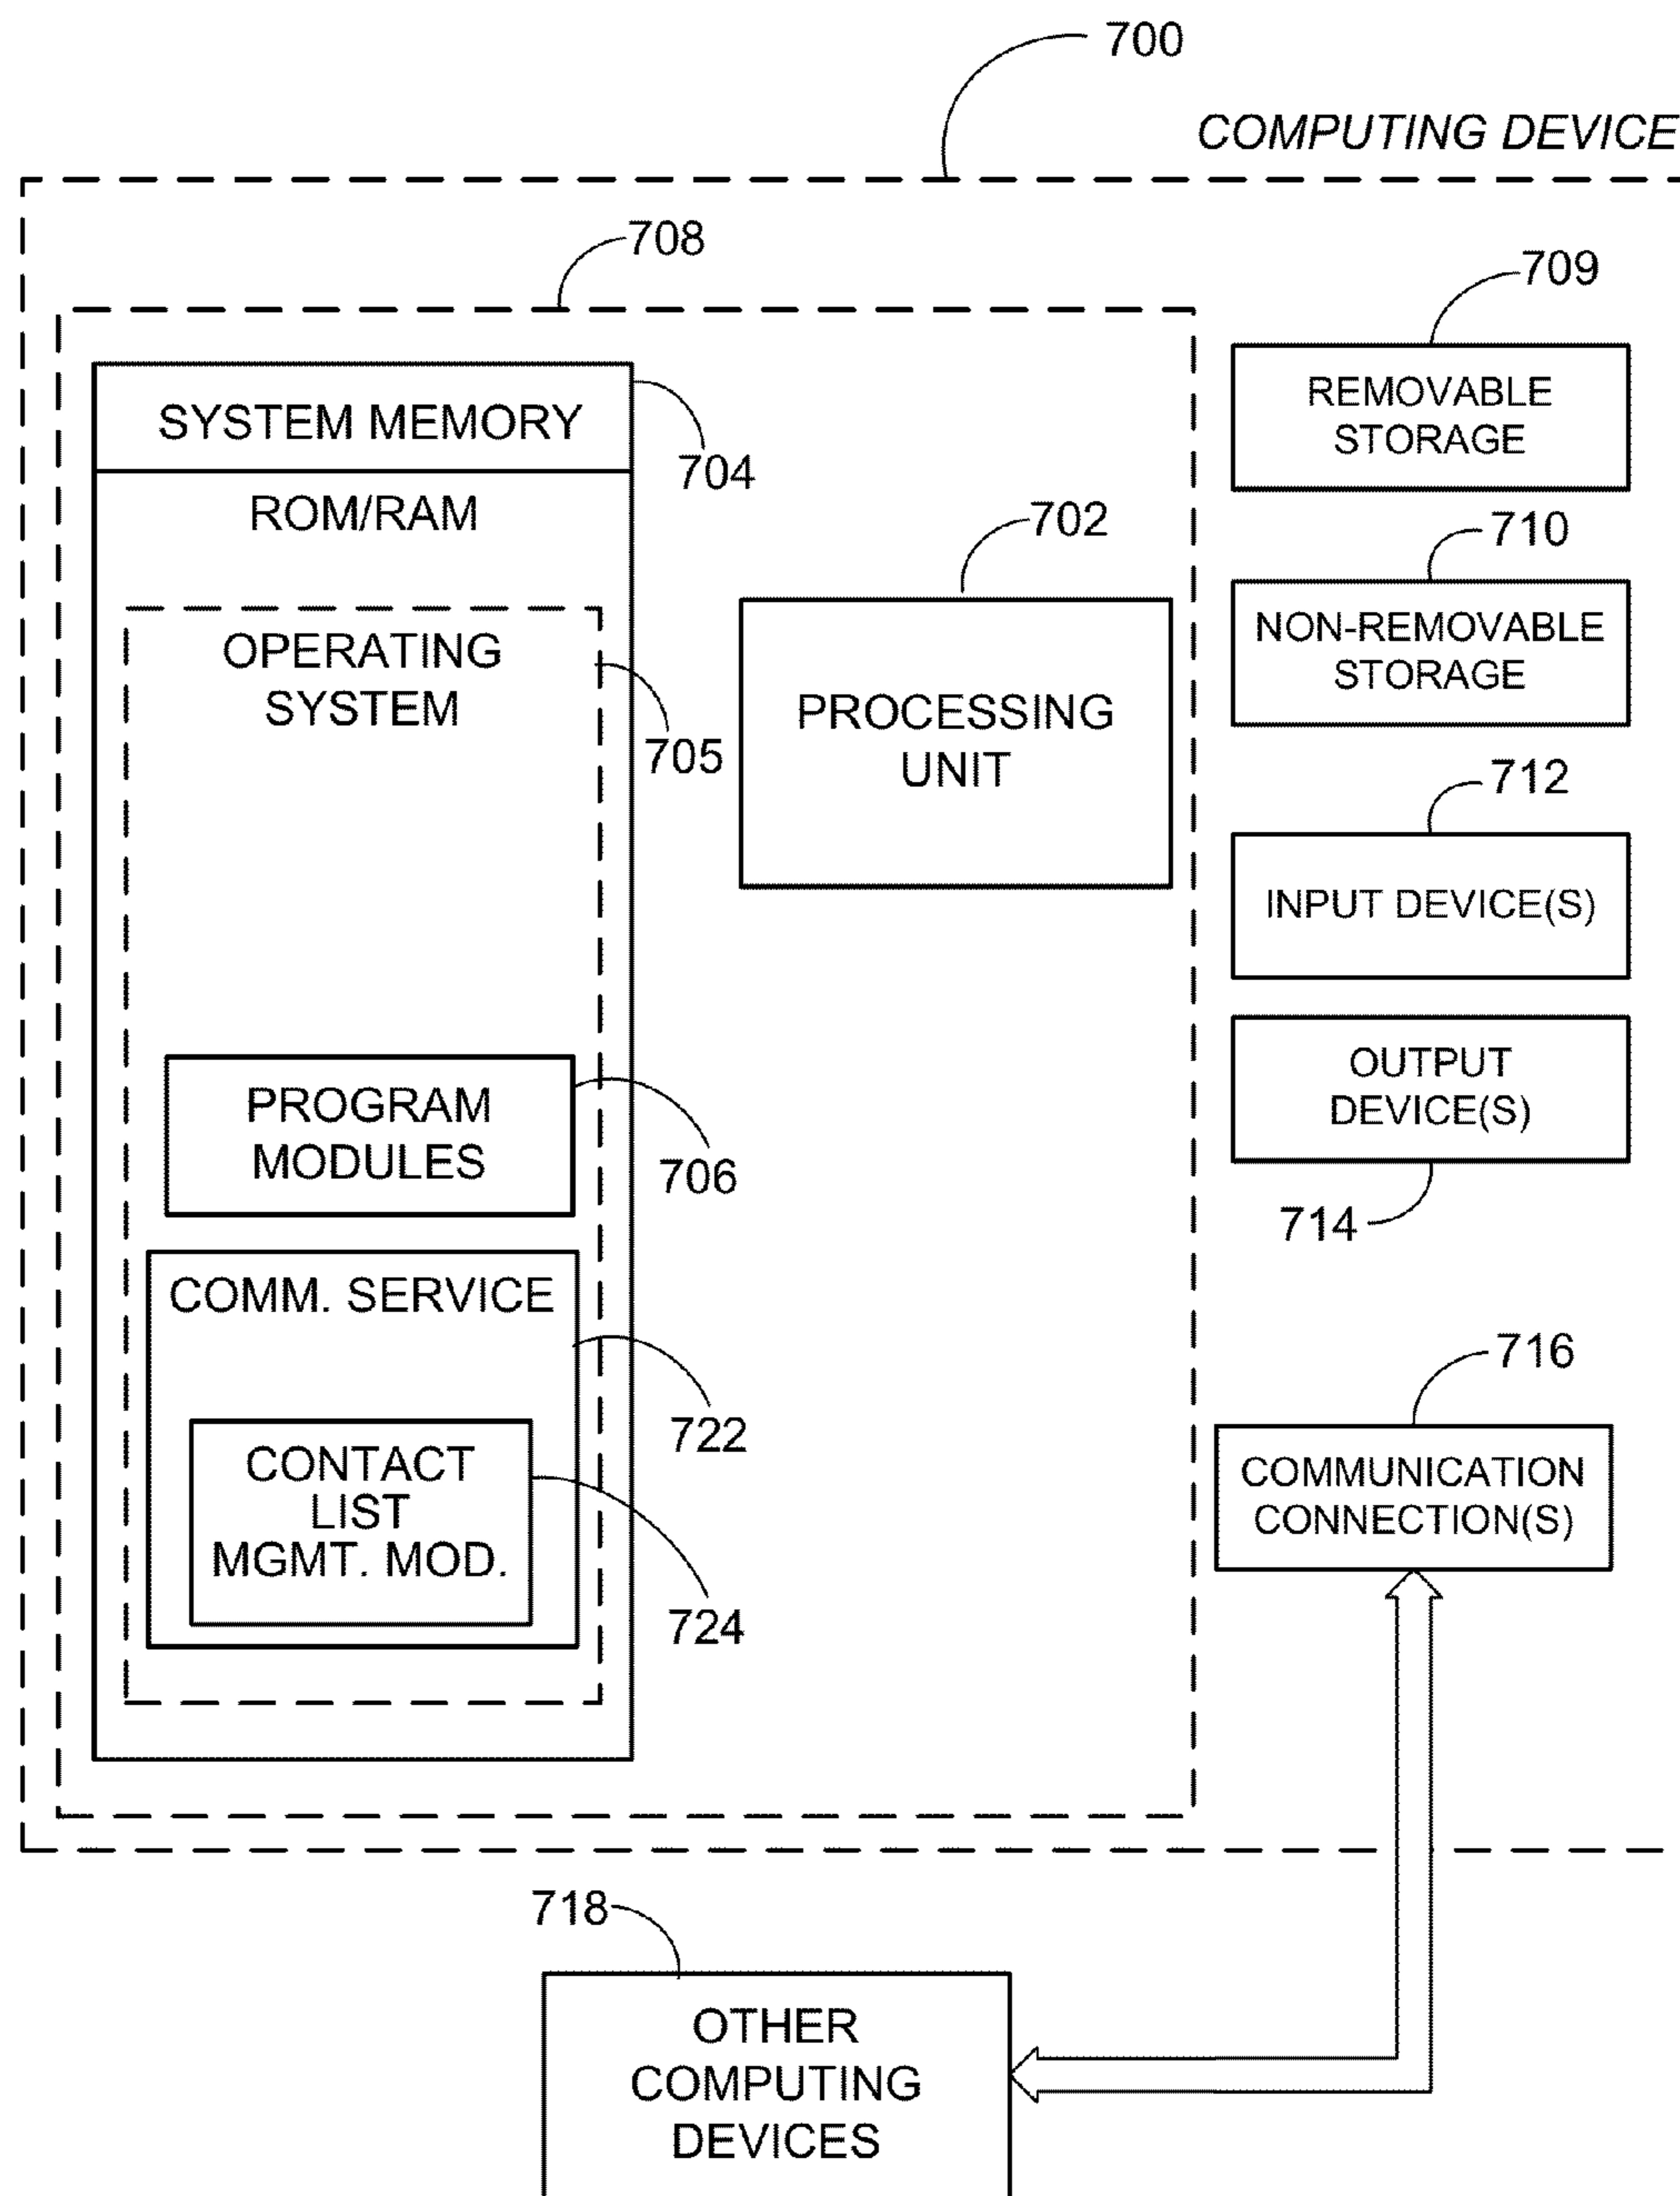 700
COMPUTING DEVICE
708
709
SYSTEM MEMORY
704
ROM/RAM
REMOVABLE
STORAGE
702
710
OPERATING
SYSTEM
705
PROCESSING
UNIT
NON-REMOVABLE
STORAGE
712
INPUT DEVICE(S)
PROGRAM
MODULES
706
OUTPUT
DEVICE(S)
714
COMM. SERVICE
722
716
CONTACT
LIST
MGMT. MOD.
724
COMMUNICATION
CONNECTION(S)
718
OTHER
COMPUTING
DEVICES